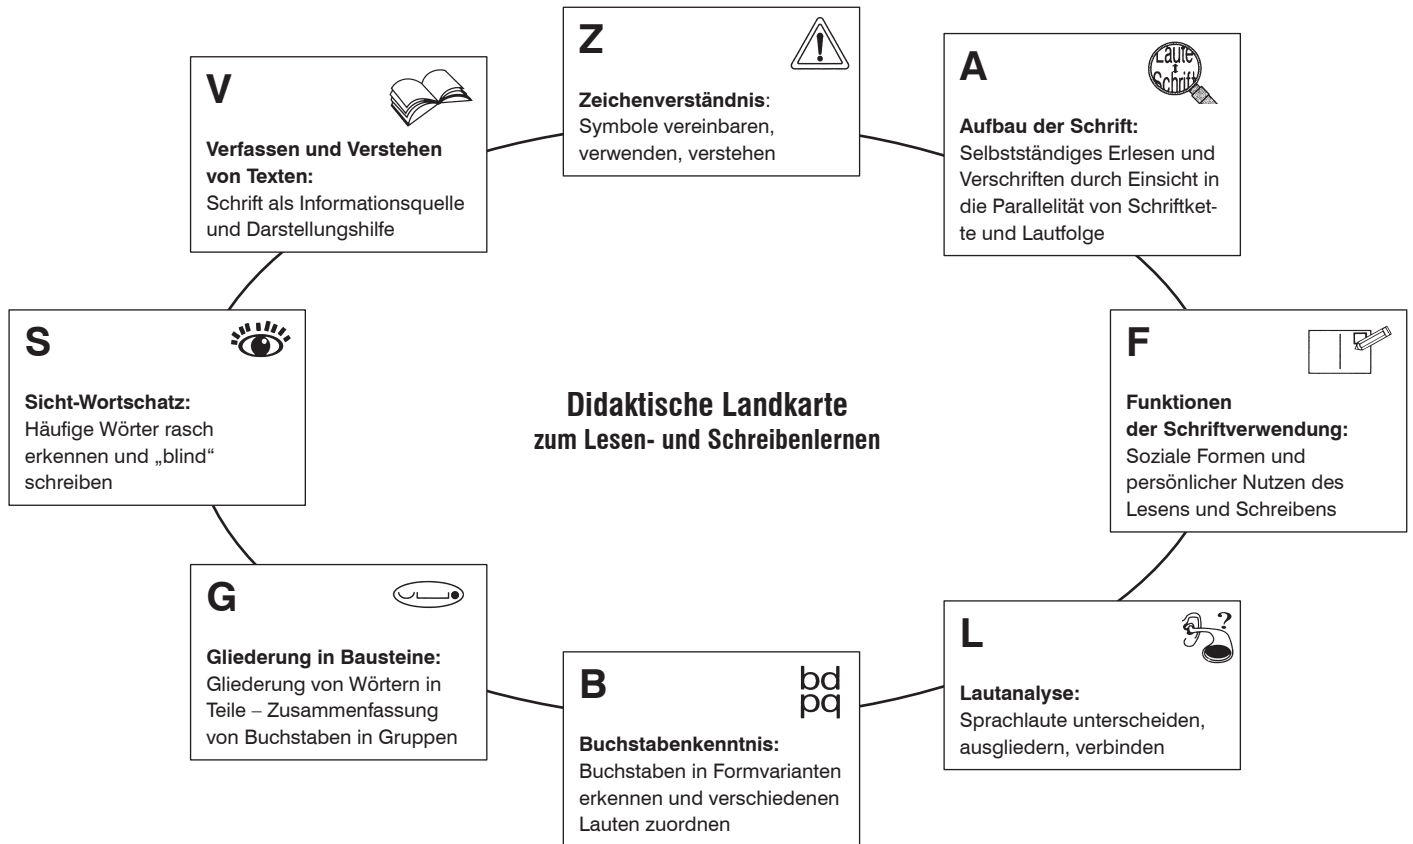 Z
Zeichenverständnis:
Symbole vereinbaren,
verwenden, verstehen
A
Laute
Schrift
Aufbau der Schrift:
Selbstständiges Erlesen und
Verschriften durch Einsicht in
die Parallelität von Schriftket-
te und Lautfolge
F
Funktionen
der Schriftverwendung:
Soziale Formen und
persönlicher Nutzen des
Lesens und Schreibens
L
?
Lautanalyse:
Sprachlaute unterscheiden,
ausgliedern, verbinden
B
bd
pq
Buchstabenkenntnis:
Buchstaben in Formvarianten
erkennen und verschiedenen
Lauten zuordnen
G
Gliederung in Bausteine:
Gliederung von Wörtern in
Teile – Zusammenfassung
von Buchstaben in Gruppen
S
Sicht-Wortschatz:
Häufige Wörter rasch
erkennen und „blind“
schreiben
V
Verfassen und Verstehen
von Texten:
Schrift als Informationsquelle
und Darstellungshilfe
Didaktische Landkarte
zum Lesen- und Schreibenlernen